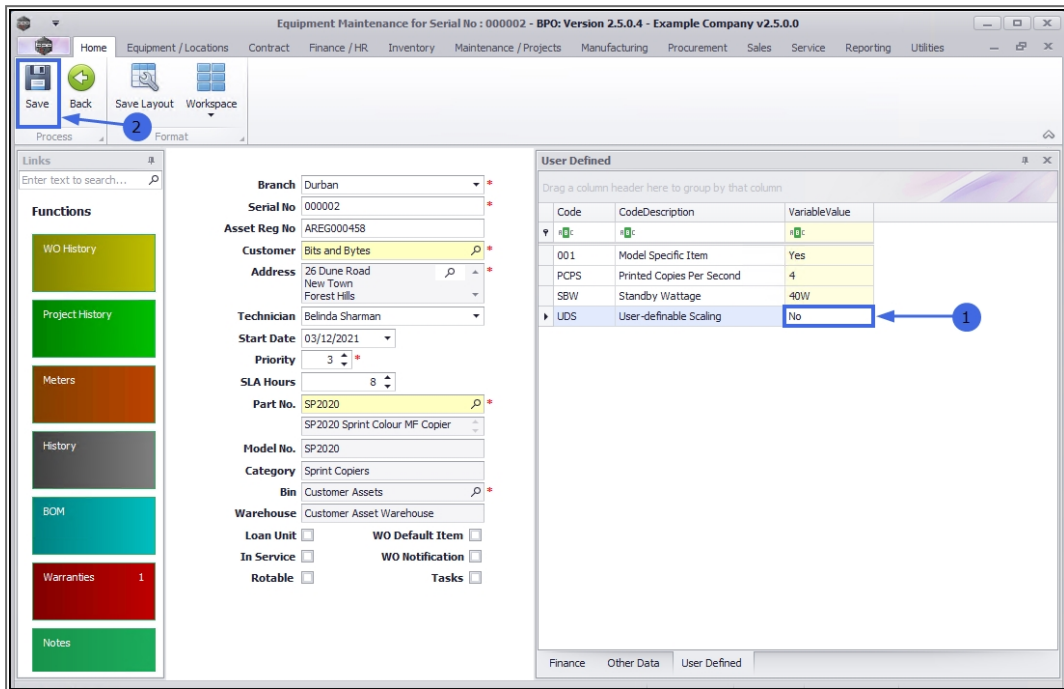 Equipment Maintenance for Serial No : 000002 - BPO: Version 2.5.0.4 - Example Company v2.5.0.0
Home Equipment / Locations Contract Finance / HR Inventory Maintenance / Projects Manufacturing Procurement Sales Service Reporting Utilities
Save Back Save Layout Workspace
2
Process Format
Links
Enter text to search...
Functions
WO History
Project History
Meters
History
BOM
Warranties 1
Notes
Branch Durban *
Serial No 000002 *
Asset Reg No AREG000458
Customer Bits and Bytes *
Address 26 Dune Road *
New Town
Forest Hills
Technician Belinda Sharman
Start Date 03/12/2021
Priority 3 *
SLA Hours 8
Part No. SP2020 *
SP2020 Sprint Colour MF Copier
Model No. SP2020
Category Sprint Copiers
Bin Customer Assets *
Warehouse Customer Asset Warehouse
Loan Unit WO Default Item
In Service WO Notification
Rotable Tasks
User Defined
Drag a column header here to group by that column
Code CodeDescription VariableValue
001 Model Specific Item Yes
PCPS Printed Copies Per Second 4
SBW Standby Wattage 40W
UDS User-definable Scaling No
1
Finance Other Data User Defined